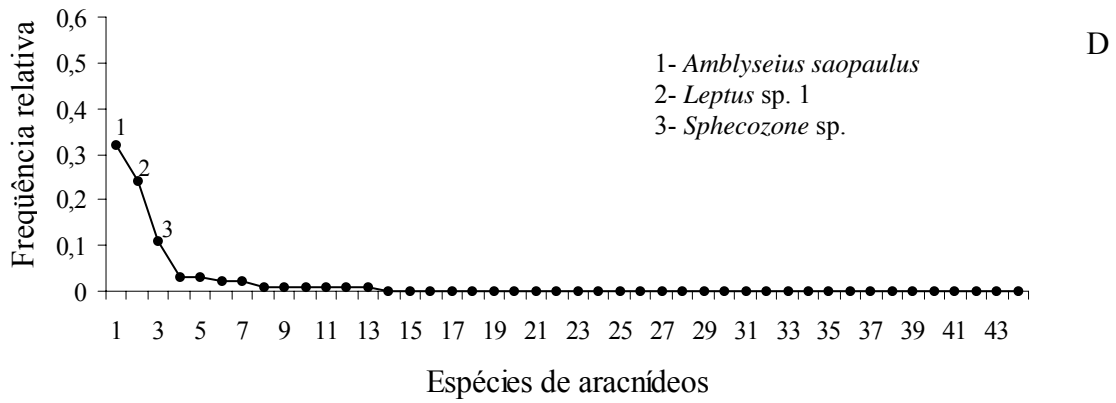 D
Freqüência relativa
0,6
0,5
0,4
0,3
0,2
0,1
0
1- Amblyseius saopaulus
2- Leptus sp. 1
3- Sphecozone sp.
1
2
3
1 3 5 7 9 11 13 15 17 19 21 23 25 27 29 31 33 35 37 39 41 43
Espécies de aracnídeos